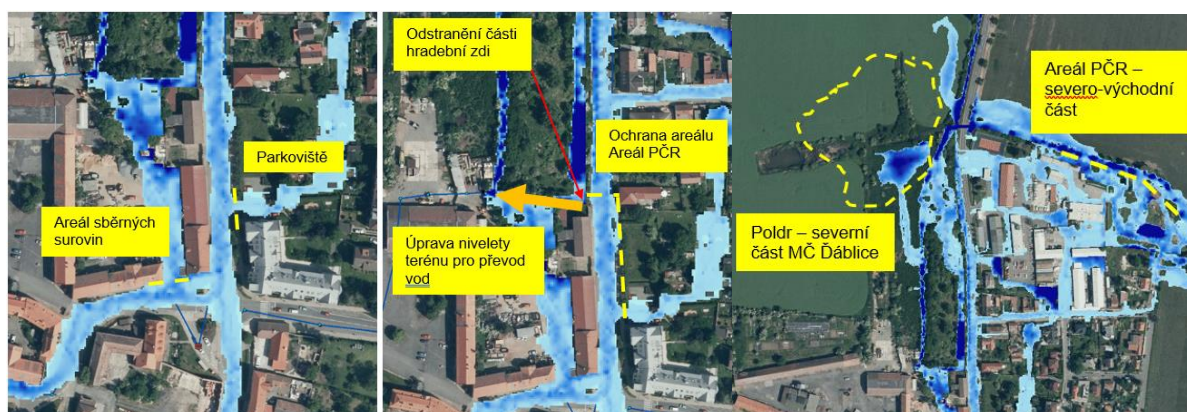 Parkoviště
Areál sběrných
surovin
Odstranění části
hradební zdi
Ochrana areálu
Areál PČR
Úprava nivelety
terénu pro převod
vod
Areál PČR –
severo-východní
část
Poldr – severní
část MČ Ďáblice